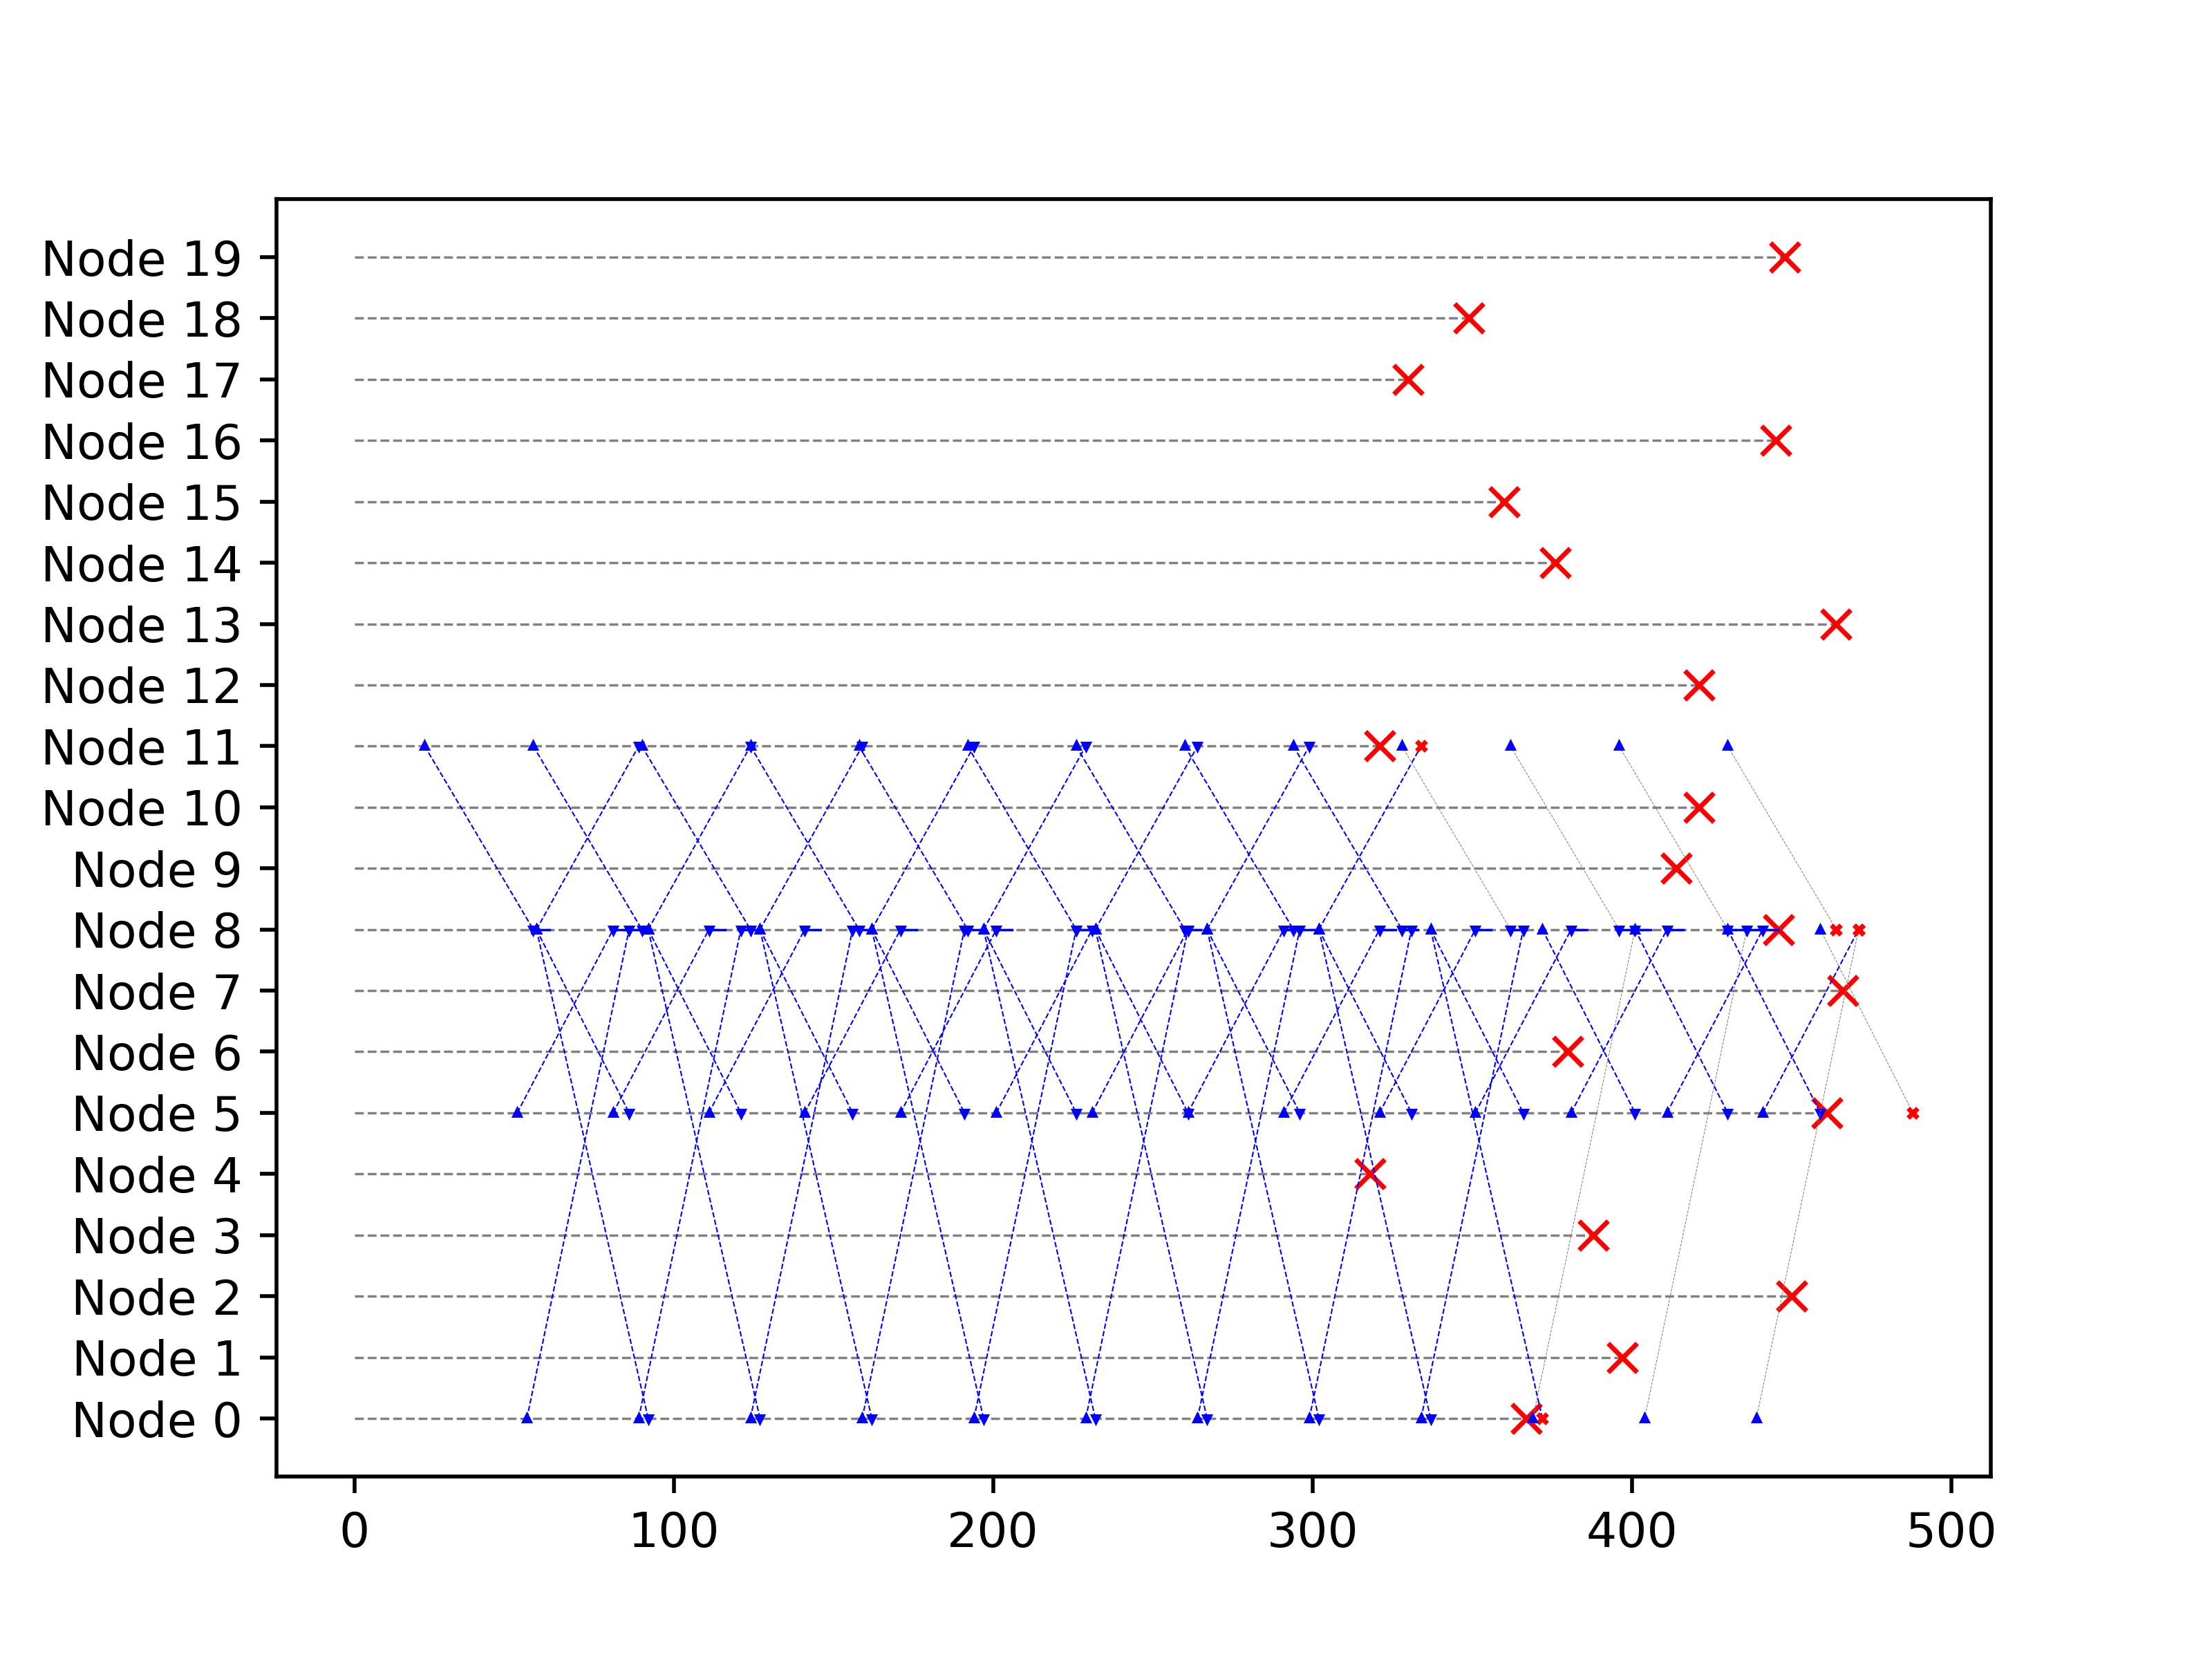 Node 19
Node 18
Node 17
Node 16
Node 15
Node 14
Node 13
Node 12
Node 11
Node 10
Node 9
Node 8
Node 7
Node 6
Node 5
Node 4
Node 3
Node 2
Node 1
Node 0
0 100 200 300 400 500